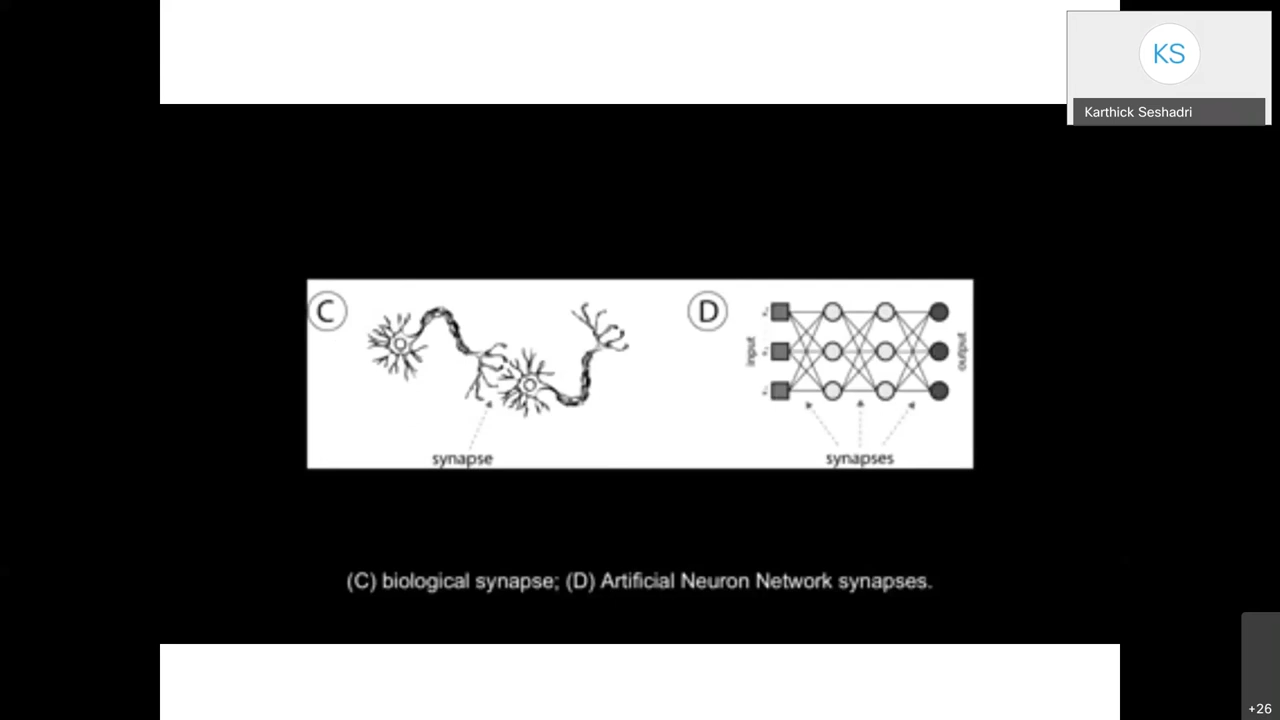 KS
Karthick Seshadri
C
D
input
output
synapse
synapses
(C) biological synapse; (D) Artificial Neuron Network synapses.
+26